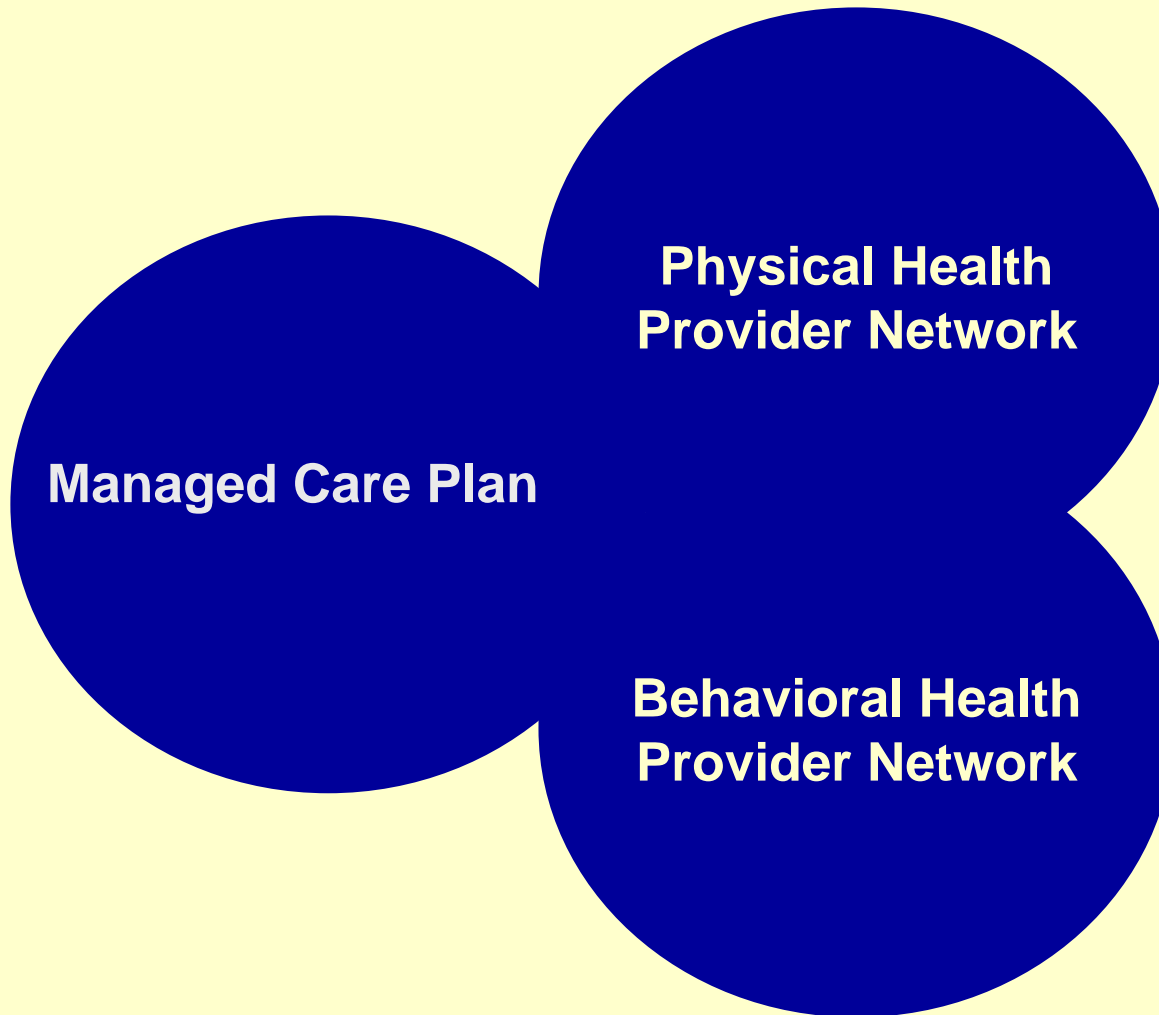 Physical Health
Provider Network
Managed Care Plan
Behavioral Health
Provider Network